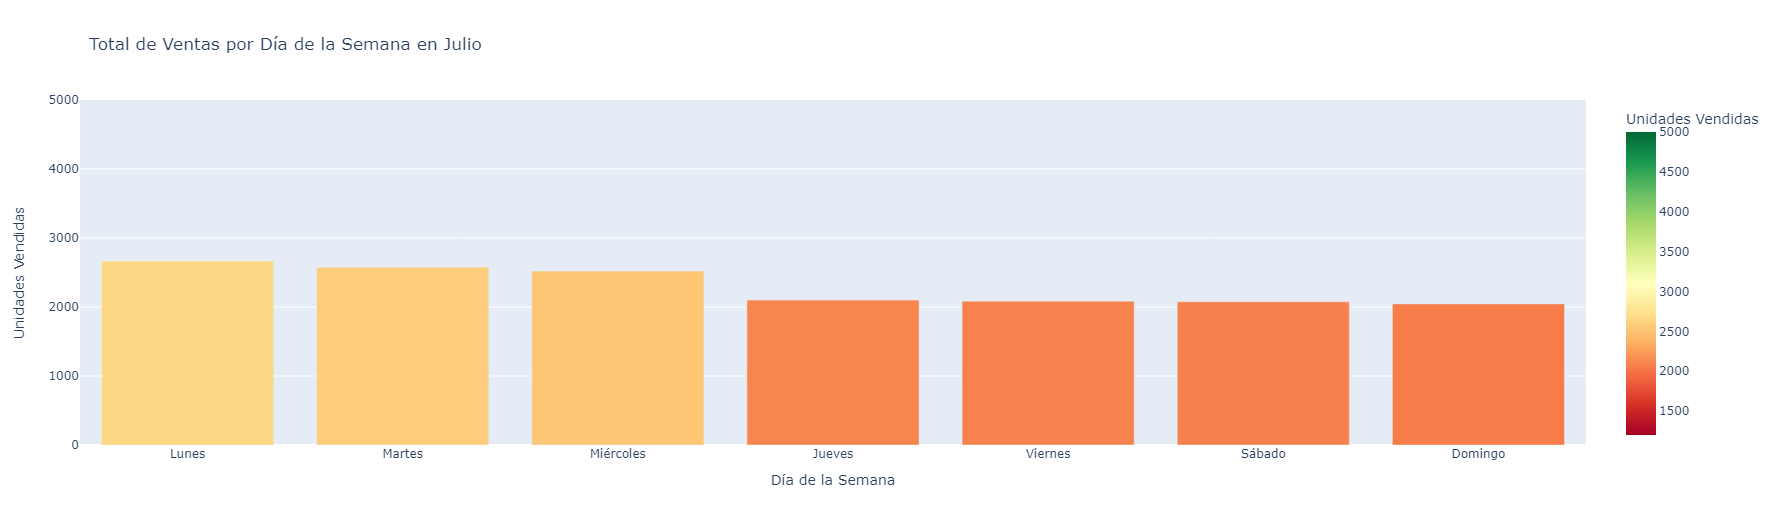 Total de Ventas por Día de la Semana en Julio
Unidades Vendidas
5000
4000
3000
2000
1000
0
Lunes
Martes
Miércoles
Jueves
Viernes
Sábado
Domingo
Día de la Semana
Unidades Vendidas
5000
4500
4000
3500
3000
2500
2000
1500